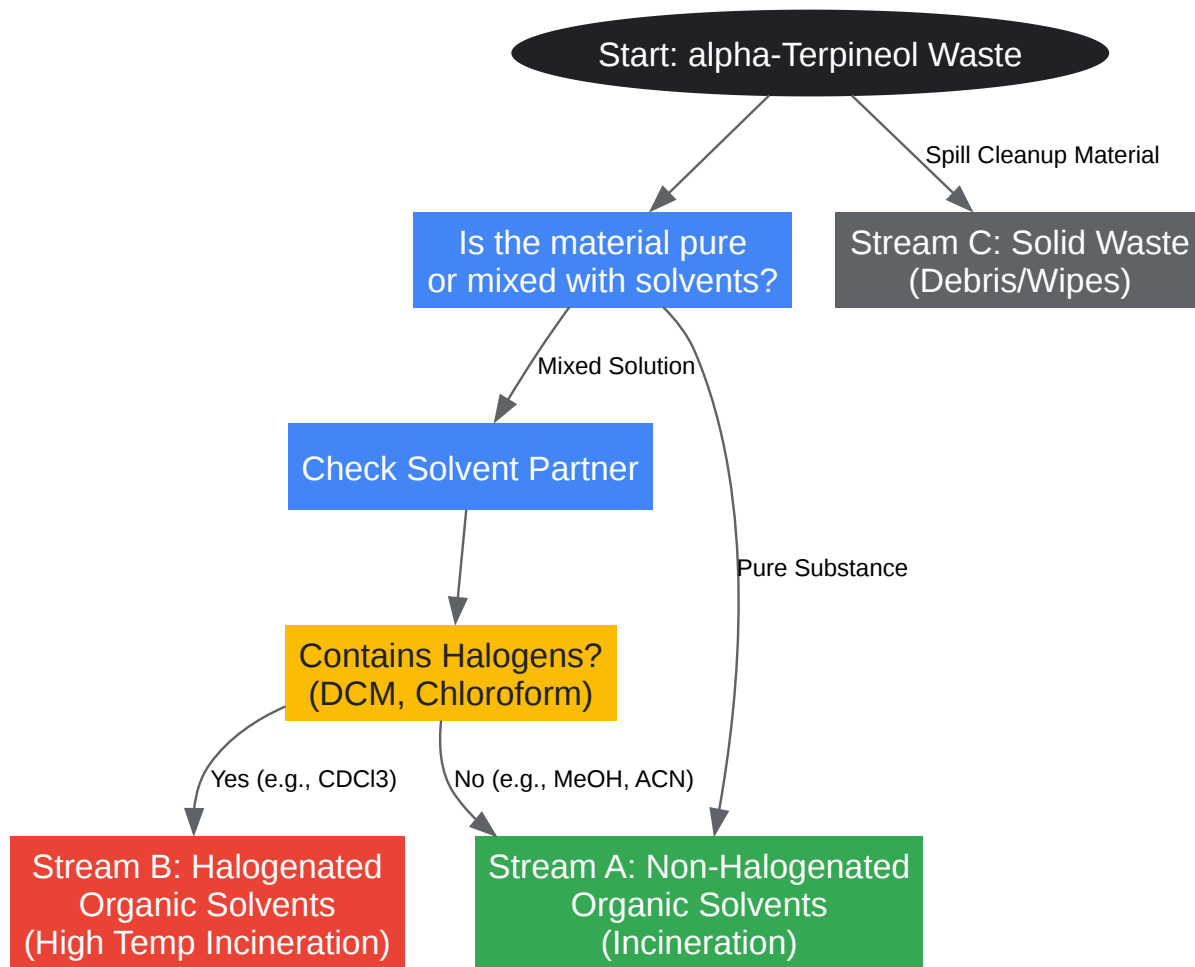 Start: alpha-Terpineol Waste
Spill Cleanup Material
Is the material pure
or mixed with solvents?
Stream C: Solid Waste
(Debris/Wipes)
Mixed Solution
Check Solvent Partner
Pure Substance
Contains Halogens?
(DCM, Chloroform)
Yes (e.g., CDCl3)
No (e.g., MeOH, ACN)
Stream B: Halogenated
Organic Solvents
(High Temp Incineration)
Stream A: Non-Halogenated
Organic Solvents
(Incineration)